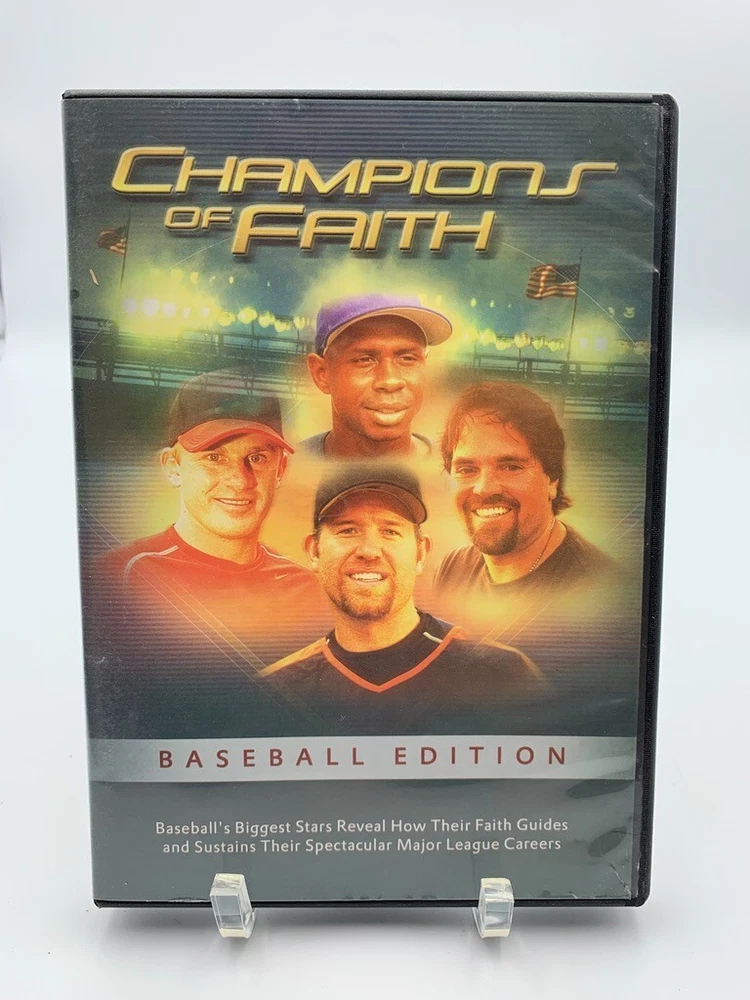 CHAMPIONS
OF FAITH
BASEBALL EDITION
Baseball's Biggest Stars Reveal How Their Faith Guides
and Sustains Their Spectacular Major League Careers